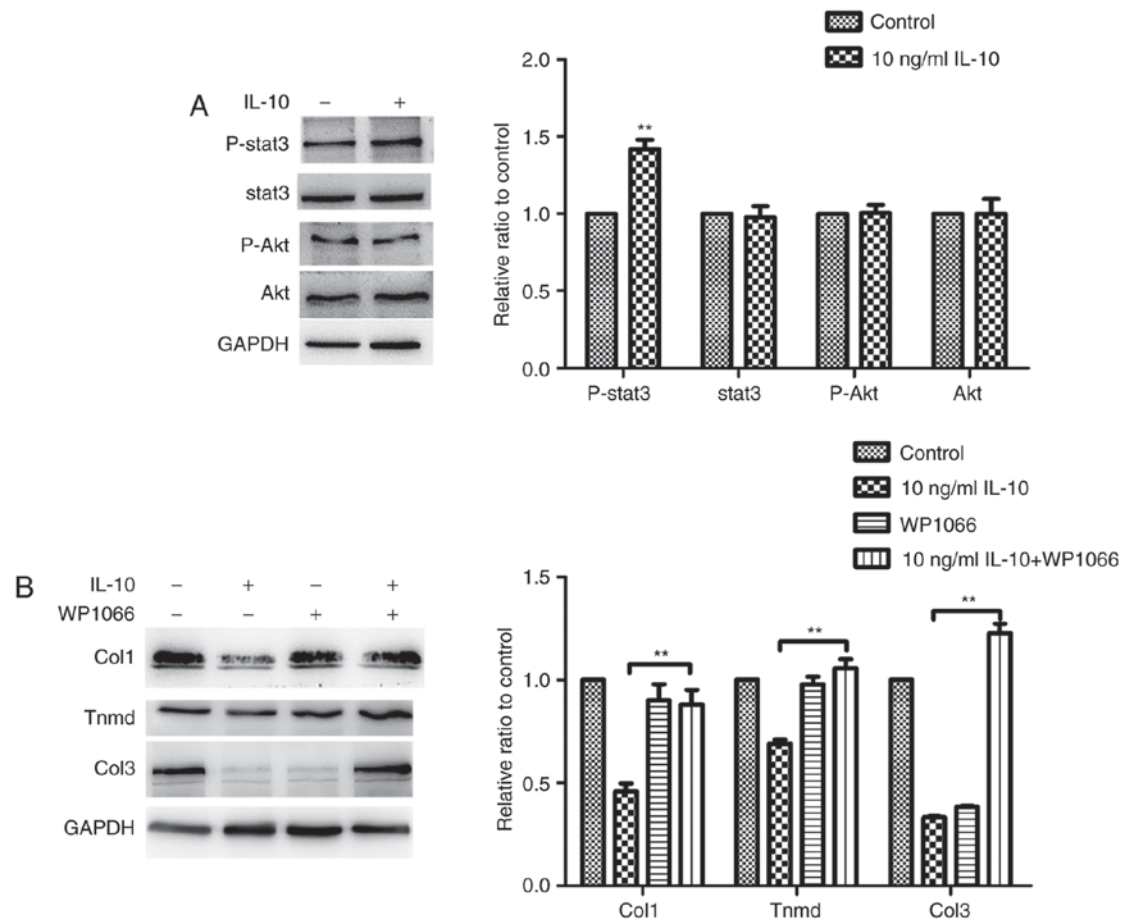 A
IL-10 – +
P-stat3
stat3
P-Akt
Akt
GAPDH
Control
10 ng/ml IL-10
Relative ratio to control
2.0
1.5
1.0
0.5
0.0
**
P-stat3 stat3 P-Akt Akt
B
IL-10 – + – +
WP1066 – – + +
Col1
Tnmd
Col3
GAPDH
Control
10 ng/ml IL-10
WP1066
10 ng/ml IL-10+WP1066
Relative ratio to control
1.5
1.0
0.5
0.0
** ** **
Col1 Tnmd Col3